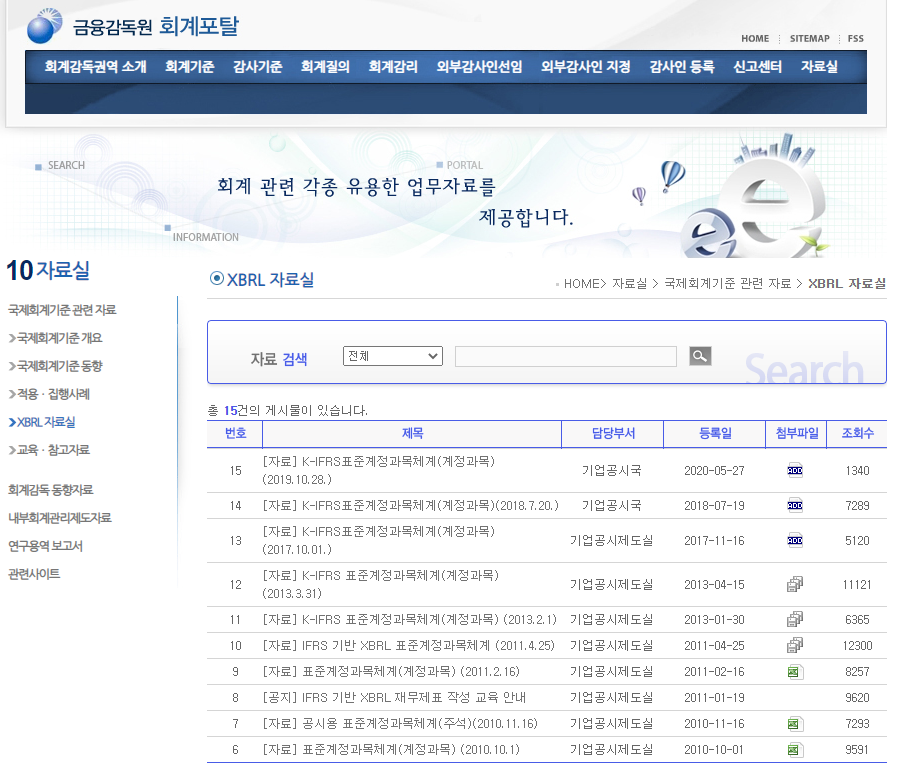 금융감독원 회계포탈
HOME SITEMAP FSS
회계감독권역 소개 회계기준 감사기준 회계질의 회계감리 외부감사인선임 외부감사인 지정 감사인 등록 신고센터 자료실
SEARCH
PORTAL
회계 관련 각종 유용한 업무자료를
제공합니다.
INFORMATION
10 자료실
국제회계기준 관련 자료
국제회계기준 개요
국제회계기준 동향
적용 · 집행사례
XBRL 자료실
교육 · 참고자료
회계감독 동향자료
내부회계관리제도자료
연구용역 보고서
관련사이트
XBRL 자료실
HOME> 자료실 > 국제회계기준 관련 자료 > XBRL 자료실
자료 검색 전체 Search
총 15건의 게시물이 있습니다.
번호 제목 담당부서 등록일 첨부파일 조회수
15 [자료] K-IFRS표준계정과목체계(계정과목) 기업공시국 2020-05-27 ADD 1340
(2019.10.28.)
14 [자료] K-IFRS표준계정과목체계(계정과목)(2018.7.20.) 기업공시국 2018-07-19 ADD 7289
13 [자료] K-IFRS표준계정과목체계(계정과목) 기업공시제도실 2017-11-16 ADD 5120
(2017.10.01.)
12 [자료] K-IFRS 표준계정과목체계(계정과목) 기업공시제도실 2013-04-15 11121
(2013.3.31)
11 [자료] K-IFRS 표준계정과목체계(계정과목) (2013.2.1) 기업공시제도실 2013-01-30 6365
10 [자료] IFRS 기반 XBRL 표준계정과목체계 (2011.4.25) 기업공시제도실 2011-04-25 12300
9 [자료] 표준계정과목체계(계정과목) (2011.2.16) 기업공시제도실 2011-02-16 8257
8 [공지] IFRS 기반 XBRL 재무제표 작성 교육 안내 기업공시제도실 2011-01-19 9620
7 [자료] 공시용 표준계정과목체계(주석)(2010.11.16) 기업공시제도실 2010-11-16 7293
6 [자료] 표준계정과목체계(계정과목) (2010.10.1) 기업공시제도실 2010-10-01 9591